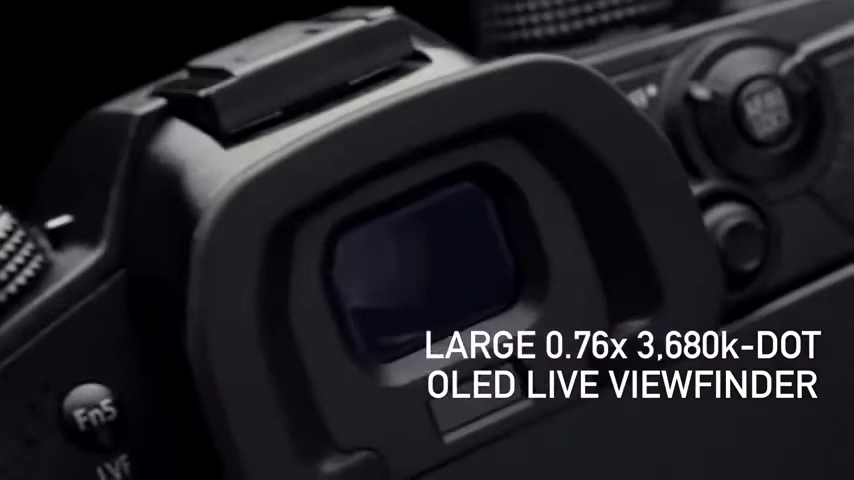 LARGE 0.76x 3,680k-DOT
OLED LIVE VIEWFINDER
Fn5
LVF